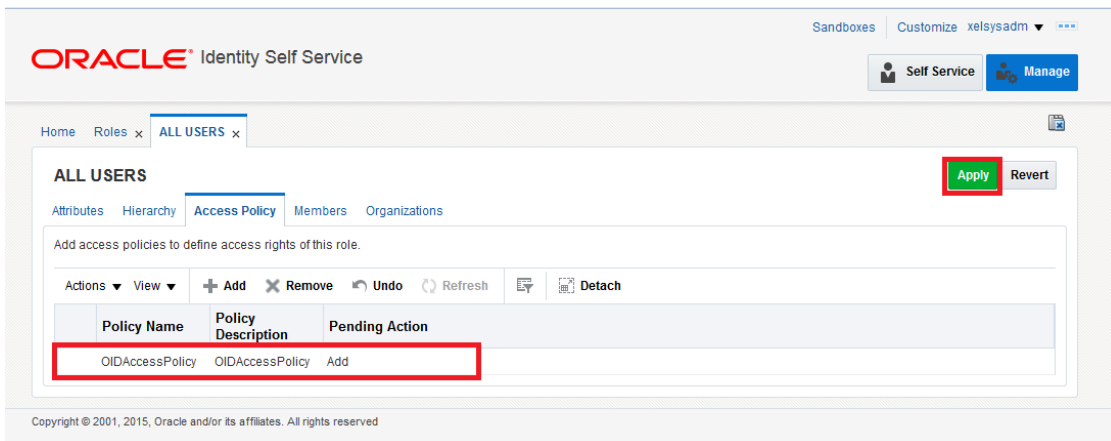 Sandboxes Customize xelsysadm
ORACLE® Identity Self Service
Self Service Manage
Home Roles x ALL USERS x
ALL USERS
Apply Revert
Attributes Hierarchy Access Policy Members Organizations
Add access policies to define access rights of this role.
Actions View Add Remove Undo Refresh Detach
Policy Name Policy Description Pending Action
OIDAccessPolicy OIDAccessPolicy Add
Copyright © 2001, 2015, Oracle and/or its affiliates. All rights reserved